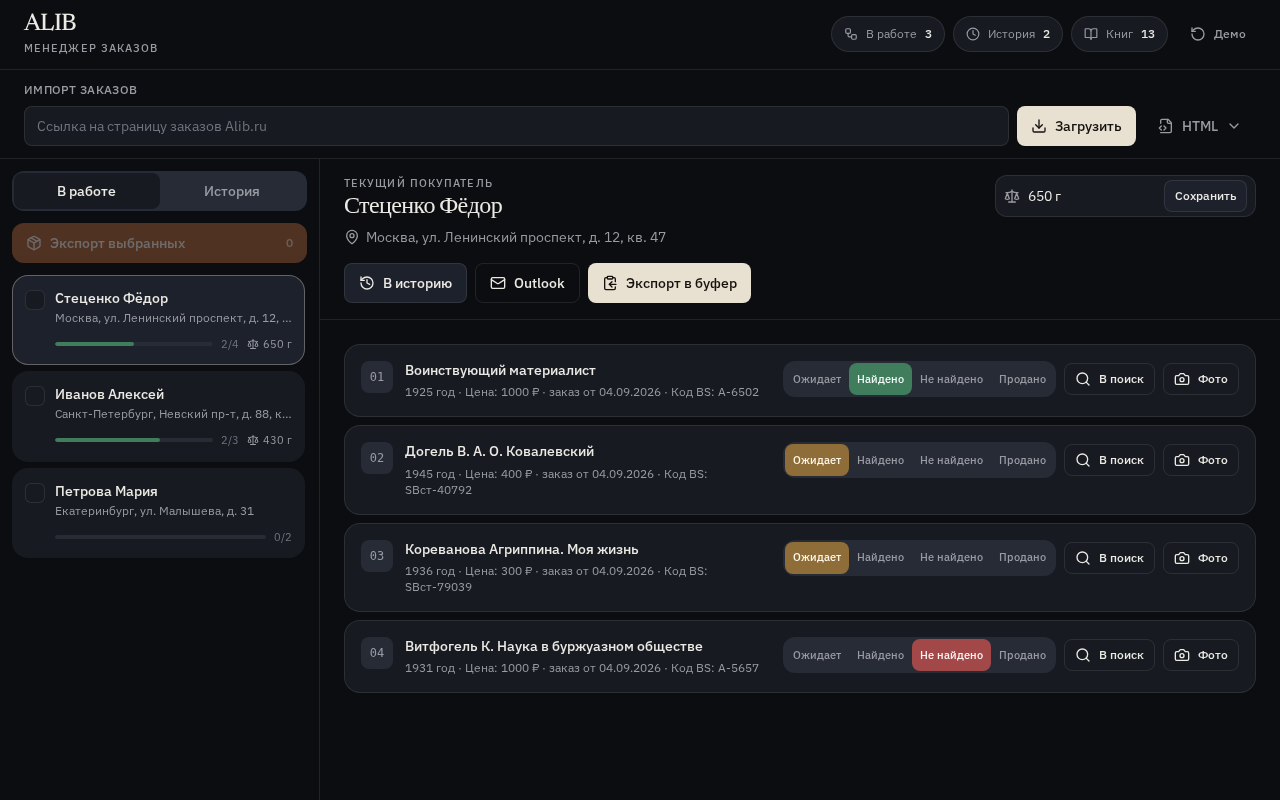 ALIB
МЕНЕДЖЕР ЗАКАЗОВ
В работе 3
История 2
Книг 13
Демо
ИМПОРТ ЗАКАЗОВ
Ссылка на страницу заказов Alib.ru
Загрузить
HTML
В работе
История
Экспорт выбранных 0
Стеценко Фёдор
Москва, ул. Ленинский проспект, д. 12, ...
2/4 650 г
Иванов Алексей
Санкт-Петербург, Невский пр-т, д. 88, к...
2/3 430 г
Петрова Мария
Екатеринбург, ул. Малышева, д. 31
0/2
ТЕКУЩИЙ ПОКУПАТЕЛЬ
Стеценко Фёдор
Москва, ул. Ленинский проспект, д. 12, кв. 47
650 г
Сохранить
В историю
Outlook
Экспорт в буфер
01
Воинствующий материалист
1925 год · Цена: 1000 ₽ · заказ от 04.09.2026 · Код BS: A-6502
Ожидает Найдено Не найдено Продано
В поиск
Фото
02
Догель В. А. О. Ковалевский
1945 год · Цена: 400 ₽ · заказ от 04.09.2026 · Код BS:
SBст-40792
Ожидает Найдено Не найдено Продано
В поиск
Фото
03
Кореванова Агриппина. Моя жизнь
1936 год · Цена: 300 ₽ · заказ от 04.09.2026 · Код BS:
SBст-79039
Ожидает Найдено Не найдено Продано
В поиск
Фото
04
Витфогель К. Наука в буржуазном обществе
1931 год · Цена: 1000 ₽ · заказ от 04.09.2026 · Код BS: A-5657
Ожидает Найдено Не найдено Продано
В поиск
Фото